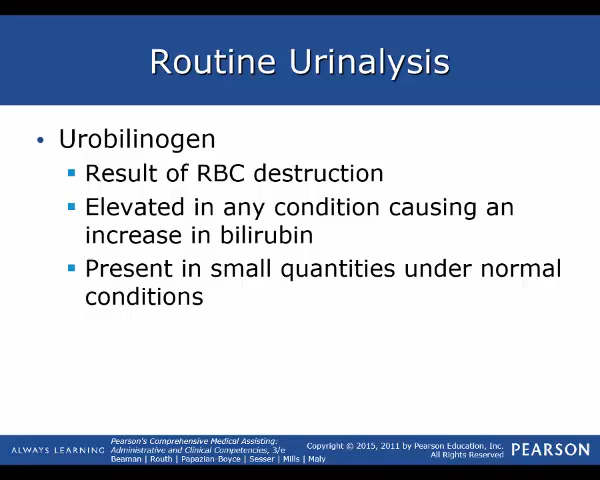 Routine Urinalysis
• Urobilinogen
▪ Result of RBC destruction
▪ Elevated in any condition causing an
increase in bilirubin
▪ Present in small quantities under normal
conditions
ALWAYS LEARNING
Pearson's Comprehensive Medical Assisting:
Administrative and Clinical Competencies, 3/e
Beaman | Routh | Papazian Boyce | Sesser | Mills | Maly
Copyright © 2015, 2011 by Pearson Education, Inc.
All Rights Reserved
PEARSON